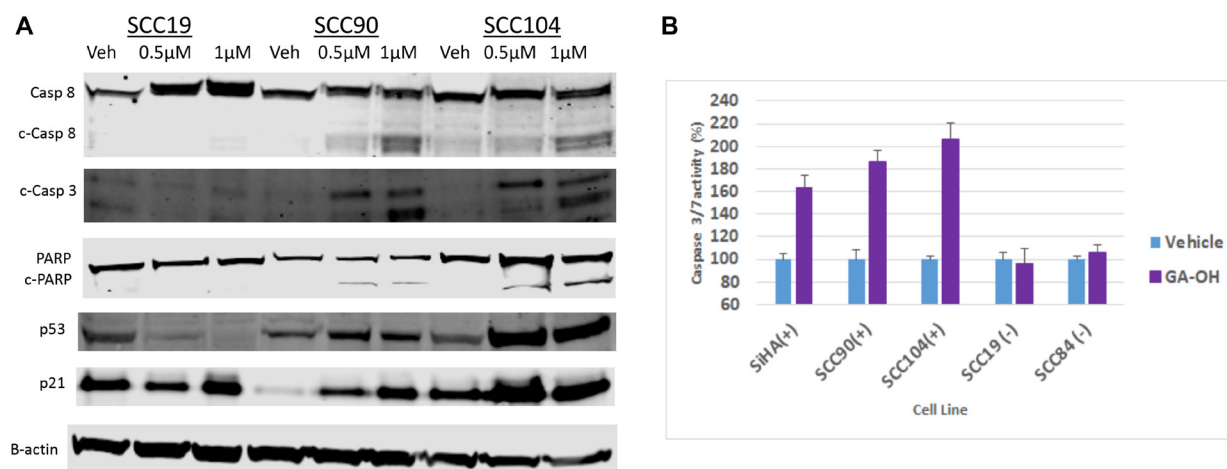 A
SCC19 SCC90 SCC104
Veh 0.5µM 1µM Veh 0.5µM 1µM Veh 0.5µM 1µM
Casp 8
c-Casp 8
c-Casp 3
PARP
c-PARP
p53
p21
B-actin
B
240
220
200
180
160
140
120
100
80
60
Caspase 3/7 activity (%)
SiHA(+) SCC90(+) SCC104(+) SCC19 (-) SCC84 (-)
Cell Line
Vehicle
GA-OH